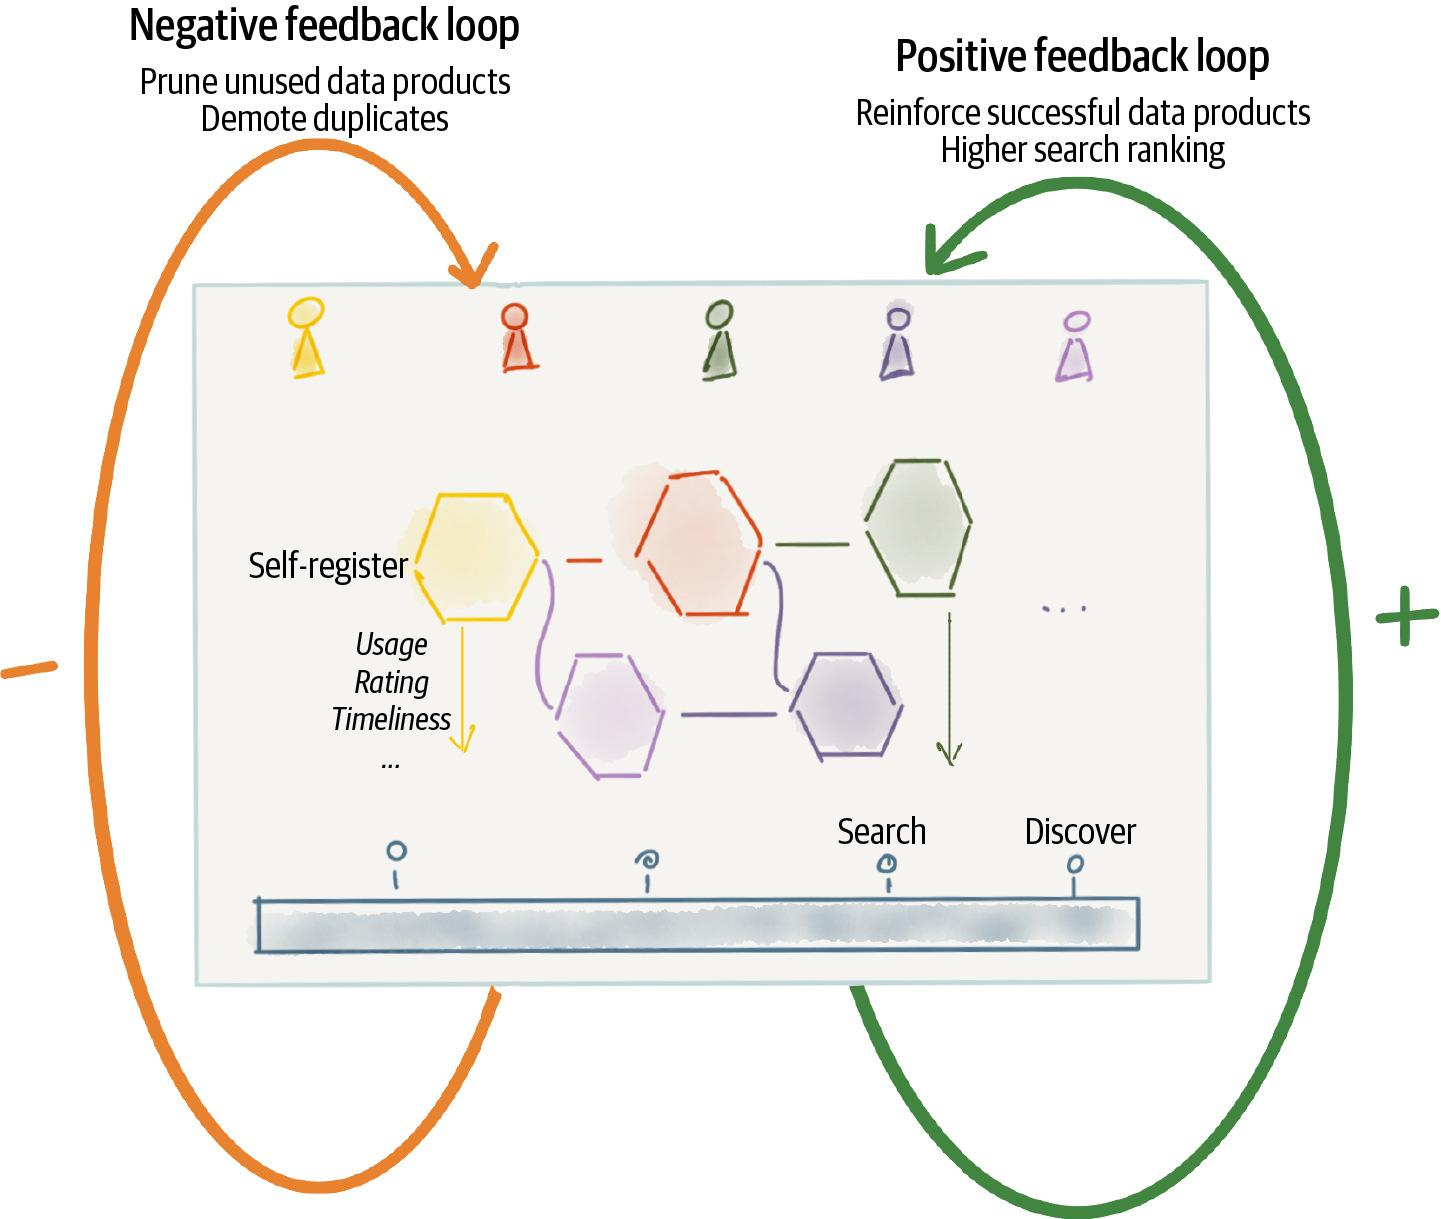 Negative feedback loop
Prune unused data products
Demote duplicates
Positive feedback loop
Reinforce successful data products
Higher search ranking
Self-register
Usage
Rating
Timeliness
...
...
Search
Discover
−
+